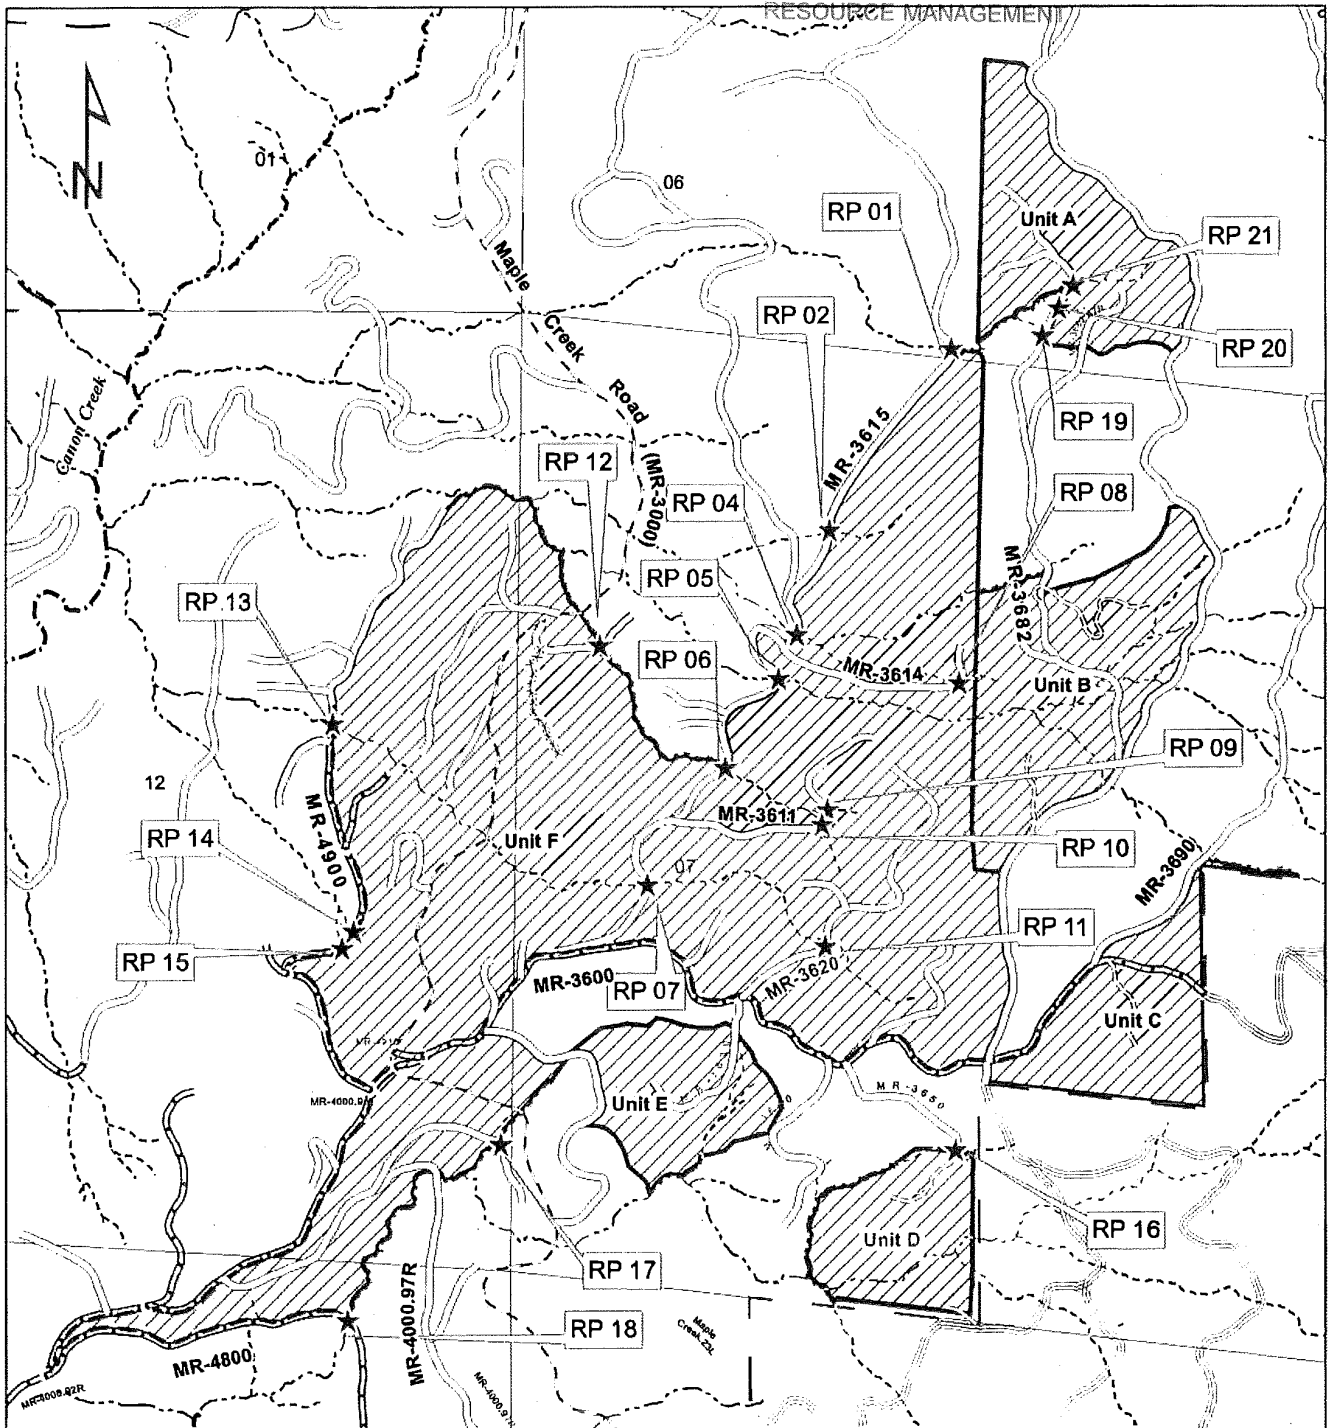 RESOURCE MANAGEMENT
N
01
06
RP 01
Unit A
RP 21
Maple
Creek
Road
(MR-3000)
RP 02
RP 20
Canon Creek
RP 19
MR-3615
RP 12
RP 04
RP 08
RP 05
MR-3682
RP 13
RP 06
MR-3614
Unit B
RP 09
12
MR-4900
MR-3611
RP 14
Unit F
RP 10
07
MR-3690
RP 11
RP 15
MR-3600
RP 07
MR-3620
Unit C
MR-3650
Unit E
RP 16
Unit D
RP 17
MR-4000.97R
RP 18
Maple
Creek 23L
MR-4800
MR-4000.92R
MR-4000.97R